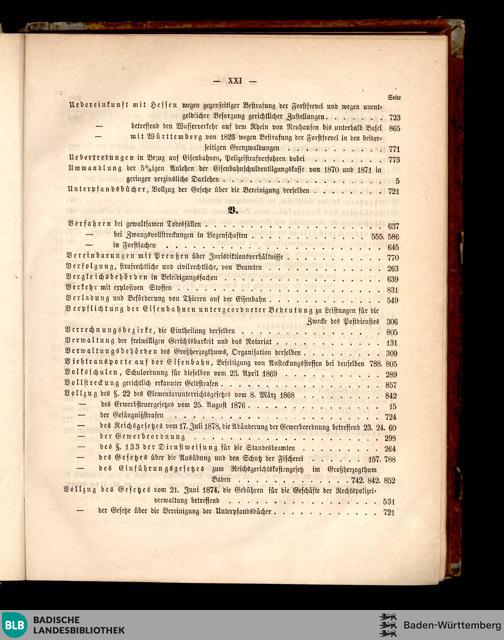 — XXI —
Seite
Uebereinkunft mit Hessen wegen gegenseitiger Bestrafung der Forstfrevel und wegen unent-
geldlicher Besorgung gerichtlicher Zustellungen . . . . . . . . 723
— betreffend den Wasserverkehr auf dem Rhein von Neuhausen bis unterhalb Basel 865
— mit Württemberg von 1823 wegen Bestrafung der Forstfrevel in den beider-
seitigen Grenzwaldungen . . . . . . . . 771
Uebertretungen in Bezug auf Eisenbahnen, Polizeistrafverfahren dabei . . . . . . . . 773
Umwandlung der 5%igen Anlehen der Eisenbahnschuldentilgungskasse von 1870 und 1871 in
geringer verzinsliche Darlehen . . . . . . . . 5
Unterpfandsbücher, Vollzug der Gesetze über die Vereinigung derselben . . . . . . . . 721
V.
Verfahren bei gewaltsamen Todesfällen . . . . . . . . 637
— bei Zwangsvollstreckungen in Liegenschaften . . . . . . . . 555. 586
— in Forstsachen . . . . . . . . 645
Vereinbarungen mit Preußen über Jurisdiktionsverhältnisse . . . . . . . . 770
Verfolgung, strafrechtliche und civilrechtliche, von Beamten . . . . . . . . 263
Vergleichsbehörden in Beleidigungssachen . . . . . . . . 639
Verkehr mit explosiven Stoffen . . . . . . . . 831
Verladung und Beförderung von Thieren auf der Eisenbahn . . . . . . . . 549
Verpflichtung der Eisenbahnen untergeordneter Bedeutung zu Leistungen für die
Zwecke des Postdienstes 306
Verrechnungsbezirke, die Eintheilung derselben . . . . . . . . 805
Verwaltung der freiwilligen Gerichtsbarkeit und das Notariat . . . . . . . . 131
Verwaltungsbehörden des Großherzogthums, Organisation derselben . . . . . . . . 309
Viehtransporte auf der Eisenbahn, Beseitigung von Ansteckungsstoffen bei denselben 788. 805
Volksschulen, Schulordnung für dieselben vom 23. April 1869 . . . . . . . . 289
Vollstreckung gerichtlich erkannter Geldstrafen . . . . . . . . 857
Vollzug des §. 22 des Elementarunterrichtsgesetzes vom 8. März 1868 . . . . . . . . 842
— des Erwerbsteuergesetzes vom 25. August 1876 . . . . . . . . 15
— der Gefängnißstrafen . . . . . . . . 724
— des Reichsgesetzes vom 17. Juli 1878, die Abänderung der Gewerbeordnung betreffend 23. 24. 60
— der Gewerbeordnung . . . . . . . . 298
— des §. 133 der Dienstweisung für die Standesbeamten . . . . . . . . 264
— des Gesetzes über die Ausübung und den Schutz der Fischerei . . . . . . . . 157. 788
— des Einführungsgesetzes zum Reichsgerichtskostengesetz im Großherzogthum
Baden . . . . . . . . 742. 842. 852
Vollzug des Gesetzes vom 21. Juni 1874, die Gebühren für die Geschäfte der Rechtspolizei-
verwaltung betreffend . . . . . . . . 531
— der Gesetze über die Vereinigung der Unterpfandsbücher . . . . . . . . 721
BLB BADISCHE
LANDESBIBLIOTHEK
Baden-Württemberg